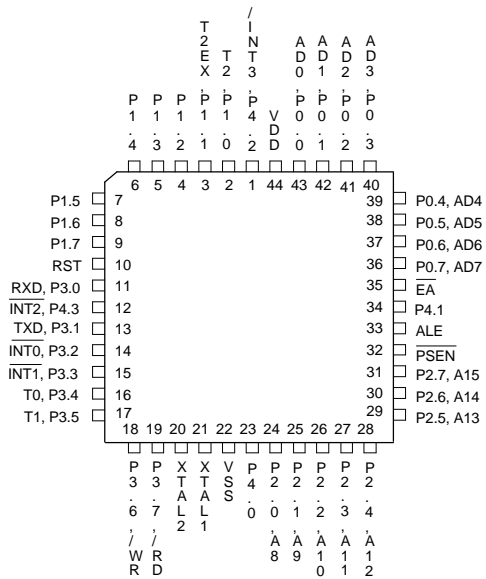 P1.4
P1.3
P1.2
T2EX,P1.1
T2,P1.0
/INT3,P4.2
VDD
AD0,P0.0
AD1,P0.1
AD2,P0.2
AD3,P0.3
6 5 4 3 2 1 44 43 42 41 40
P1.5 7
P1.6 8
P1.7 9
RST 10
RXD, P3.0 11
INT2, P4.3 12
TXD, P3.1 13
INT0, P3.2 14
INT1, P3.3 15
T0, P3.4 16
T1, P3.5 17
39 P0.4, AD4
38 P0.5, AD5
37 P0.6, AD6
36 P0.7, AD7
35 EA
34 P4.1
33 ALE
32 PSEN
31 P2.7, A15
30 P2.6, A14
29 P2.5, A13
18 19 20 21 22 23 24 25 26 27 28
P3.6,/WR
P3.7,/RD
XTAL2
XTAL1
VSS
P4.0
P2.0,A8
P2.1,A9
P2.2,A10
P2.3,A11
P2.4,A12